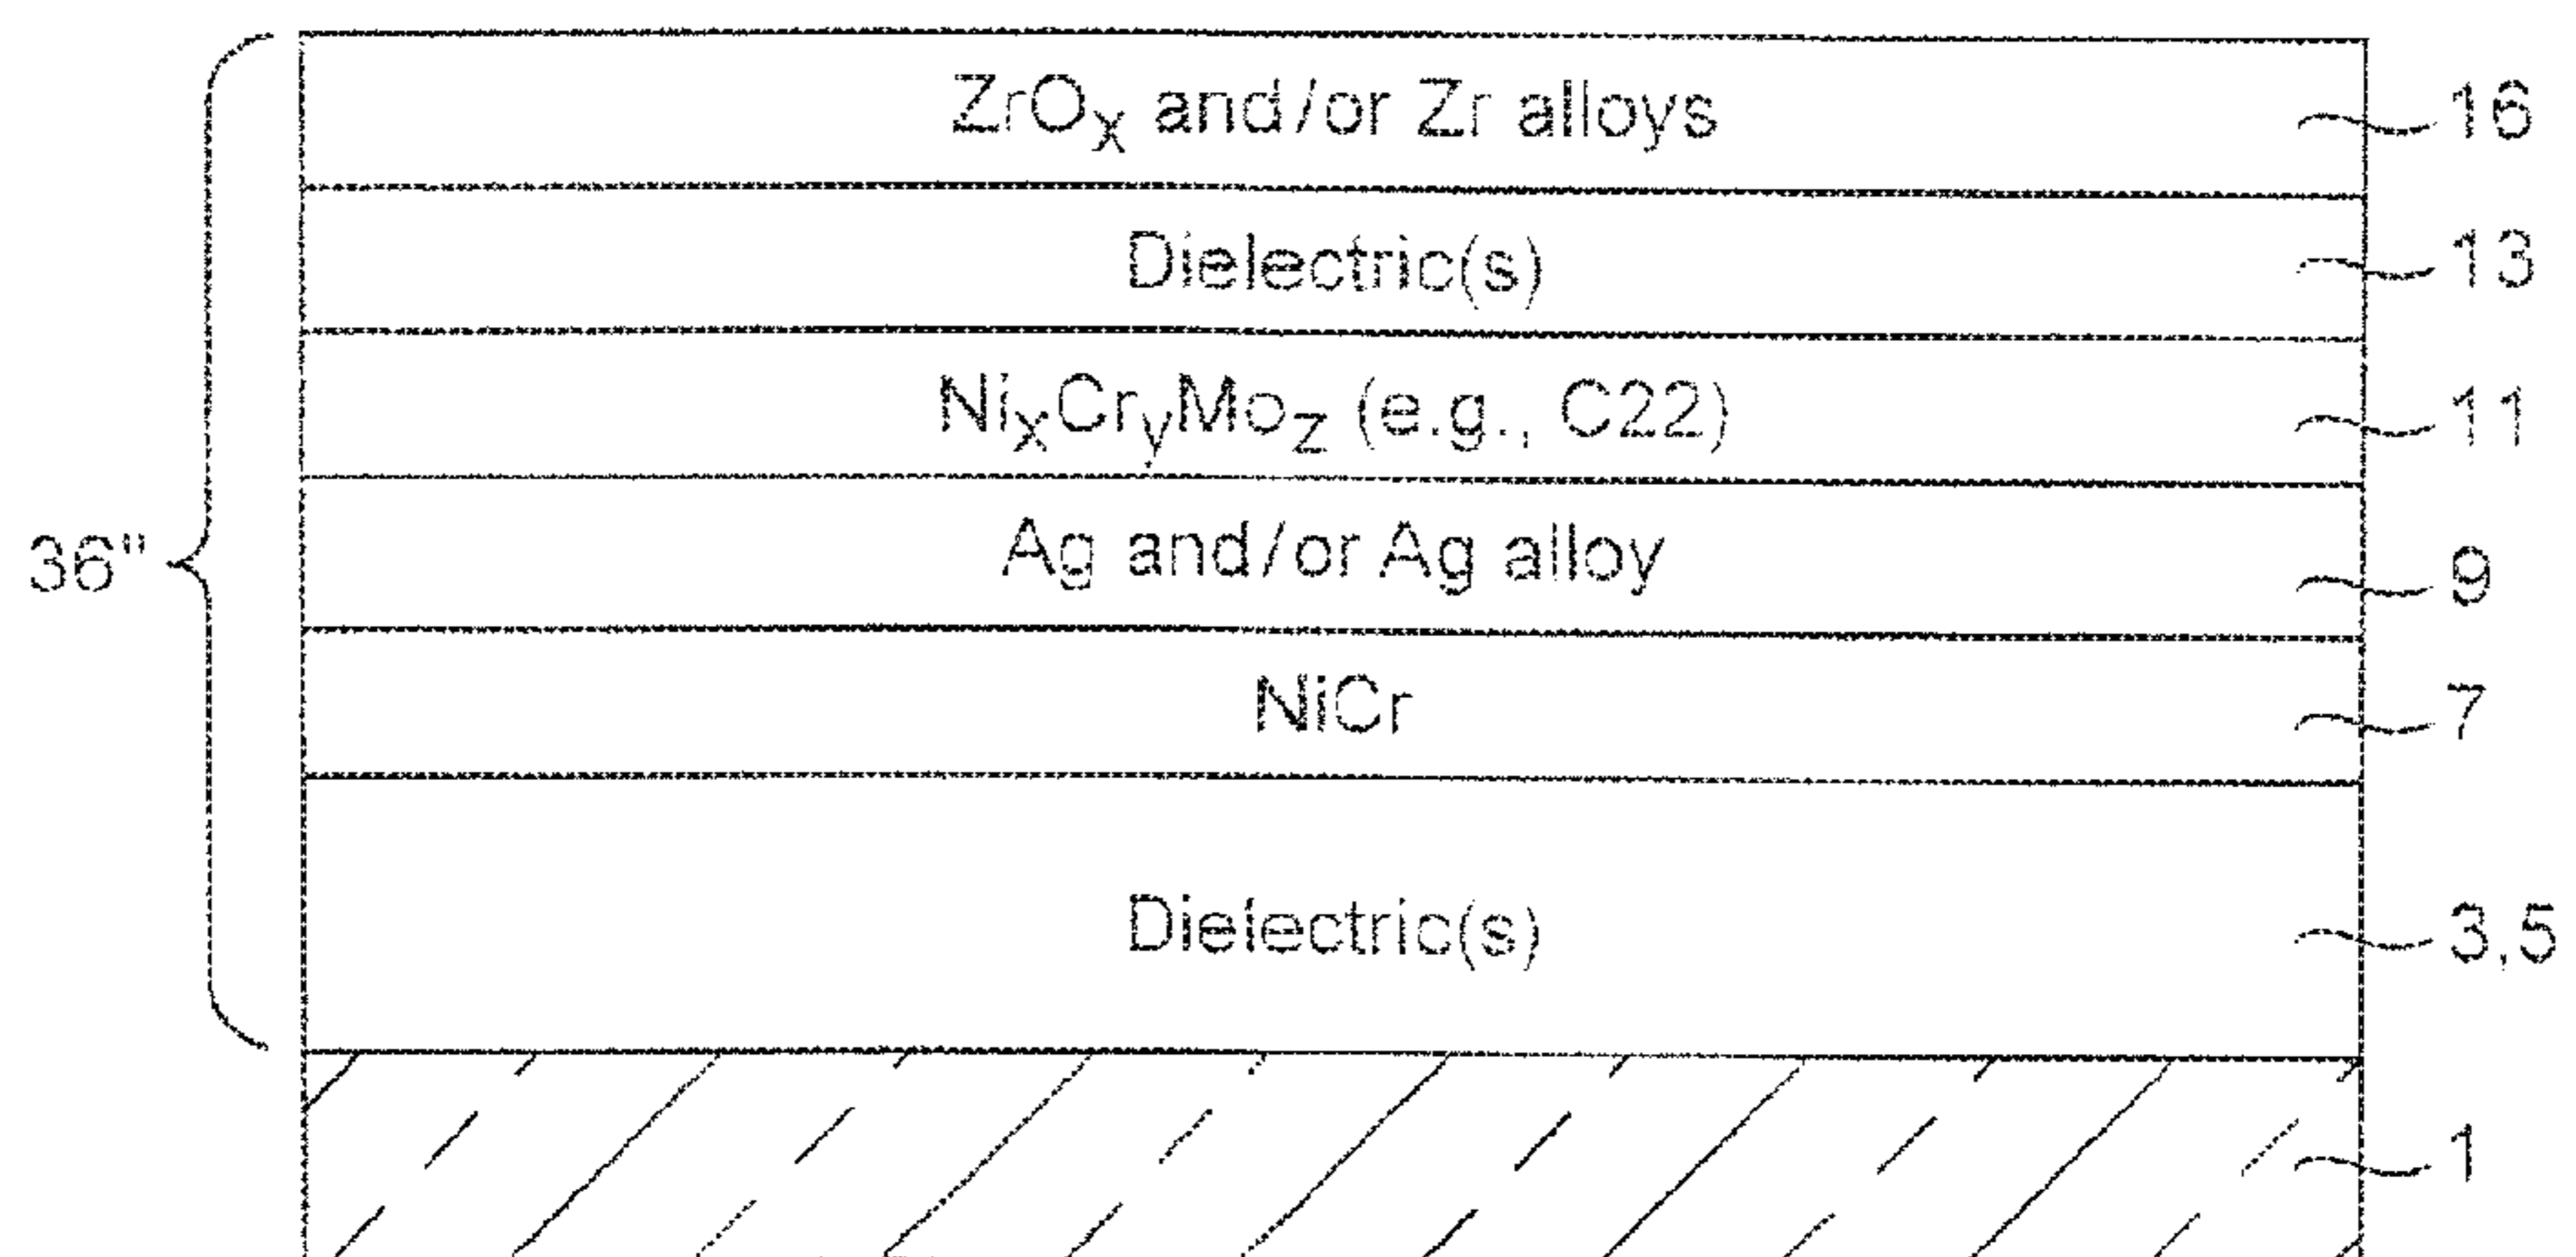 ZrOx and/or Zr alloys 16
Dielectric(s) 13
NixCryMoz (e.g., C22) 11
36" Ag and/or Ag alloy 9
NiCr 7
Dielectric(s) 3,5
1